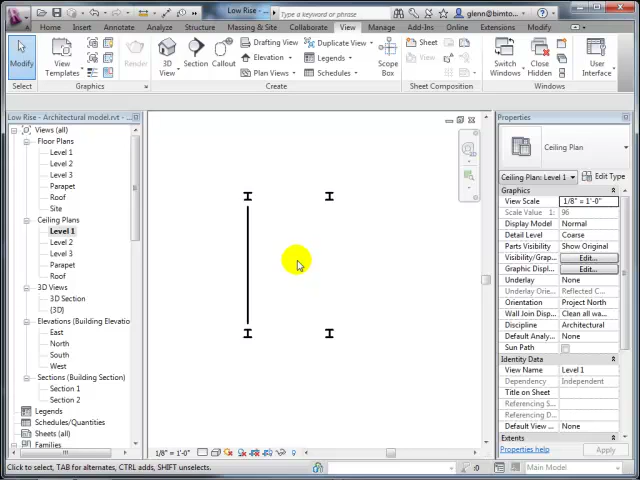 Low Rise -
Type a keyword or phrase
glenn@bimto...
Home Insert Annotate Analyze Structure Massing & Site Collaborate View Manage Add-Ins Online Extensions Modify
Modify
View Templates
Render
3D View
Section
Callout
Drafting View
Elevation
Plan Views
Duplicate View
Legends
Schedules
Scope Box
Sheet
View
Switch Windows
Close Hidden
User Interface
Select Graphics Create Sheet Composition Windows
Low Rise - Architectural model.rvt - ...
Views (all)
Floor Plans
Level 1
Level 2
Level 3
Parapet
Roof
Site
Ceiling Plans
Level 1
Level 2
Level 3
Parapet
Roof
3D Views
3D Section
{3D}
Elevations (Building Elevatio
East
North
South
West
Sections (Building Section)
Section 1
Section 2
Legends
Schedules/Quantities
Sheets (all)
Families
Properties
Ceiling Plan
Ceiling Plan: Level 1
Edit Type
Graphics
View Scale 1/8" = 1'-0"
Scale Value 1: 96
Display Model Normal
Detail Level Coarse
Parts Visibility Show Original
Visibility/Grap... Edit...
Graphic Displ... Edit...
Underlay None
Underlay Orie... Reflected C...
Orientation Project North
Wall Join Displ... Clean all wa...
Discipline Architectural
Default Analy... None
Sun Path
Identity Data
View Name Level 1
Dependency Independent
Title on Sheet
Referencing S...
Referencing D...
Default View ... None
Extents
Properties help
Apply
1/8" = 1'-0"
Click to select, TAB for alternates, CTRL adds, SHIFT unselects.
:0
Main Model